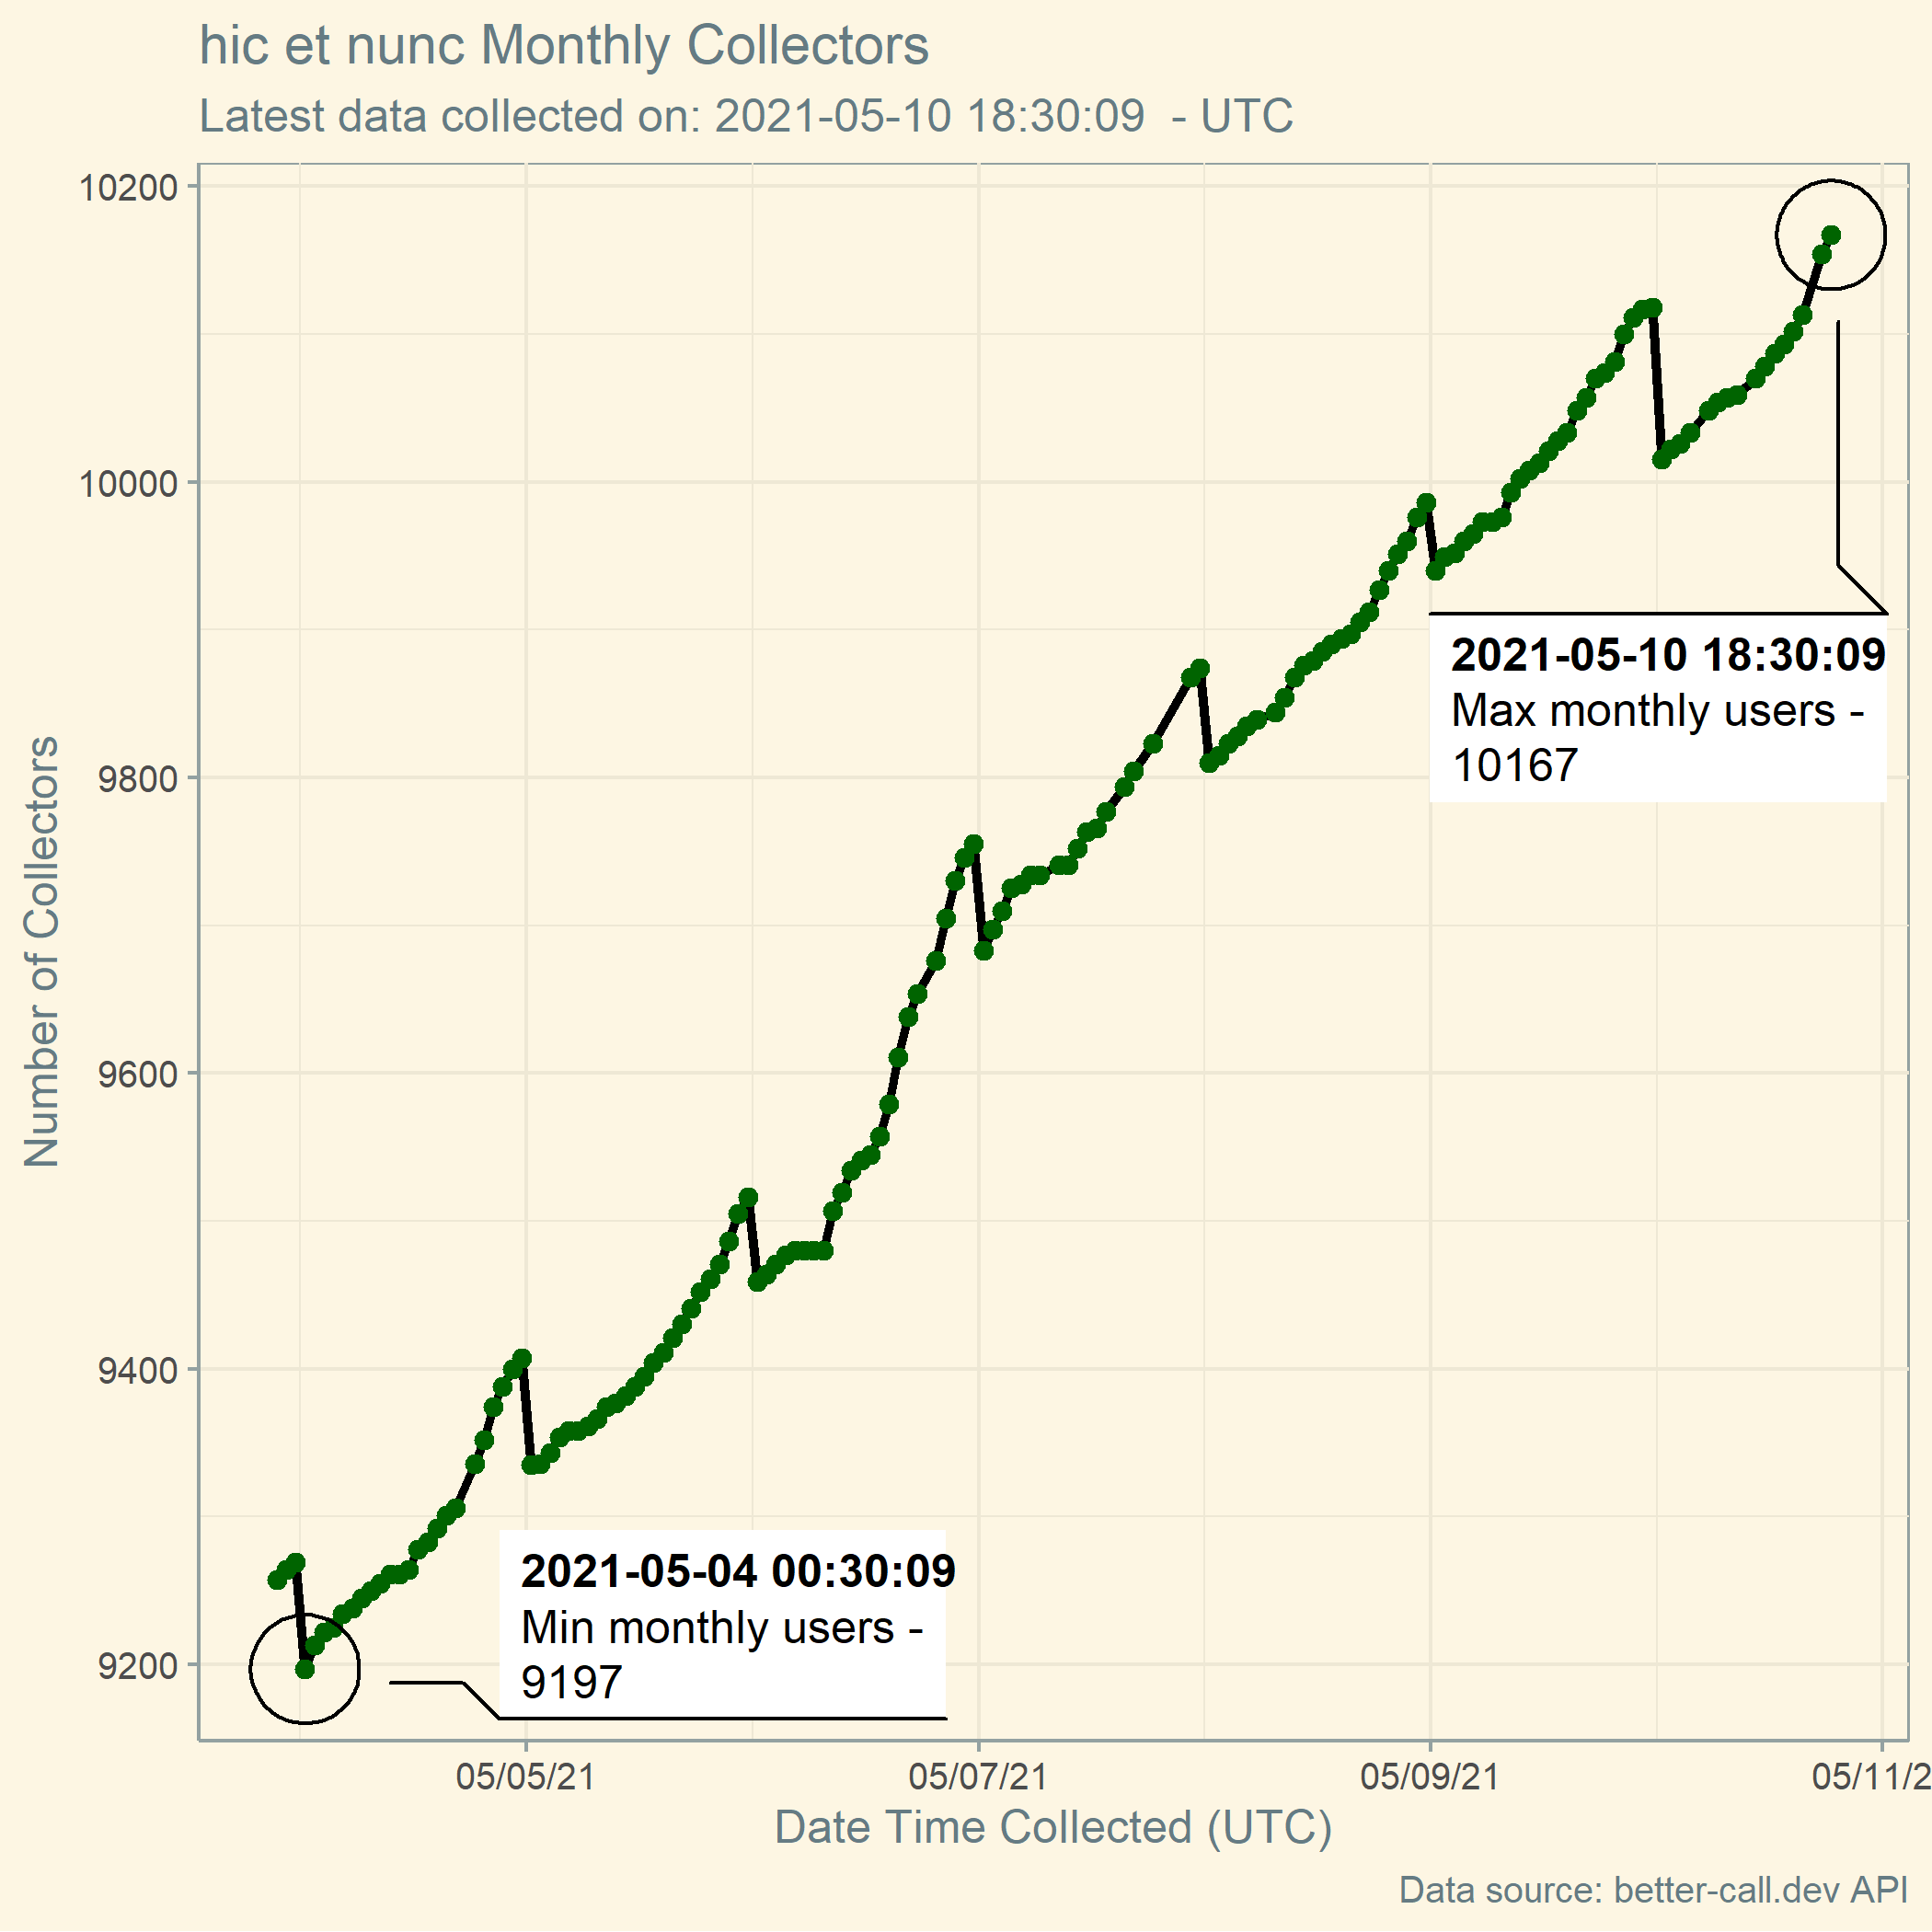 hic et nunc Monthly Collectors
Latest data collected on: 2021-05-10 18:30:09 - UTC
Number of Collectors
10200
10000
9800
9600
9400
9200
2021-05-10 18:30:09
Max monthly users -
10167
2021-05-04 00:30:09
Min monthly users -
9197
05/05/21
05/07/21
05/09/21
05/11/2
Date Time Collected (UTC)
Data source: better-call.dev API